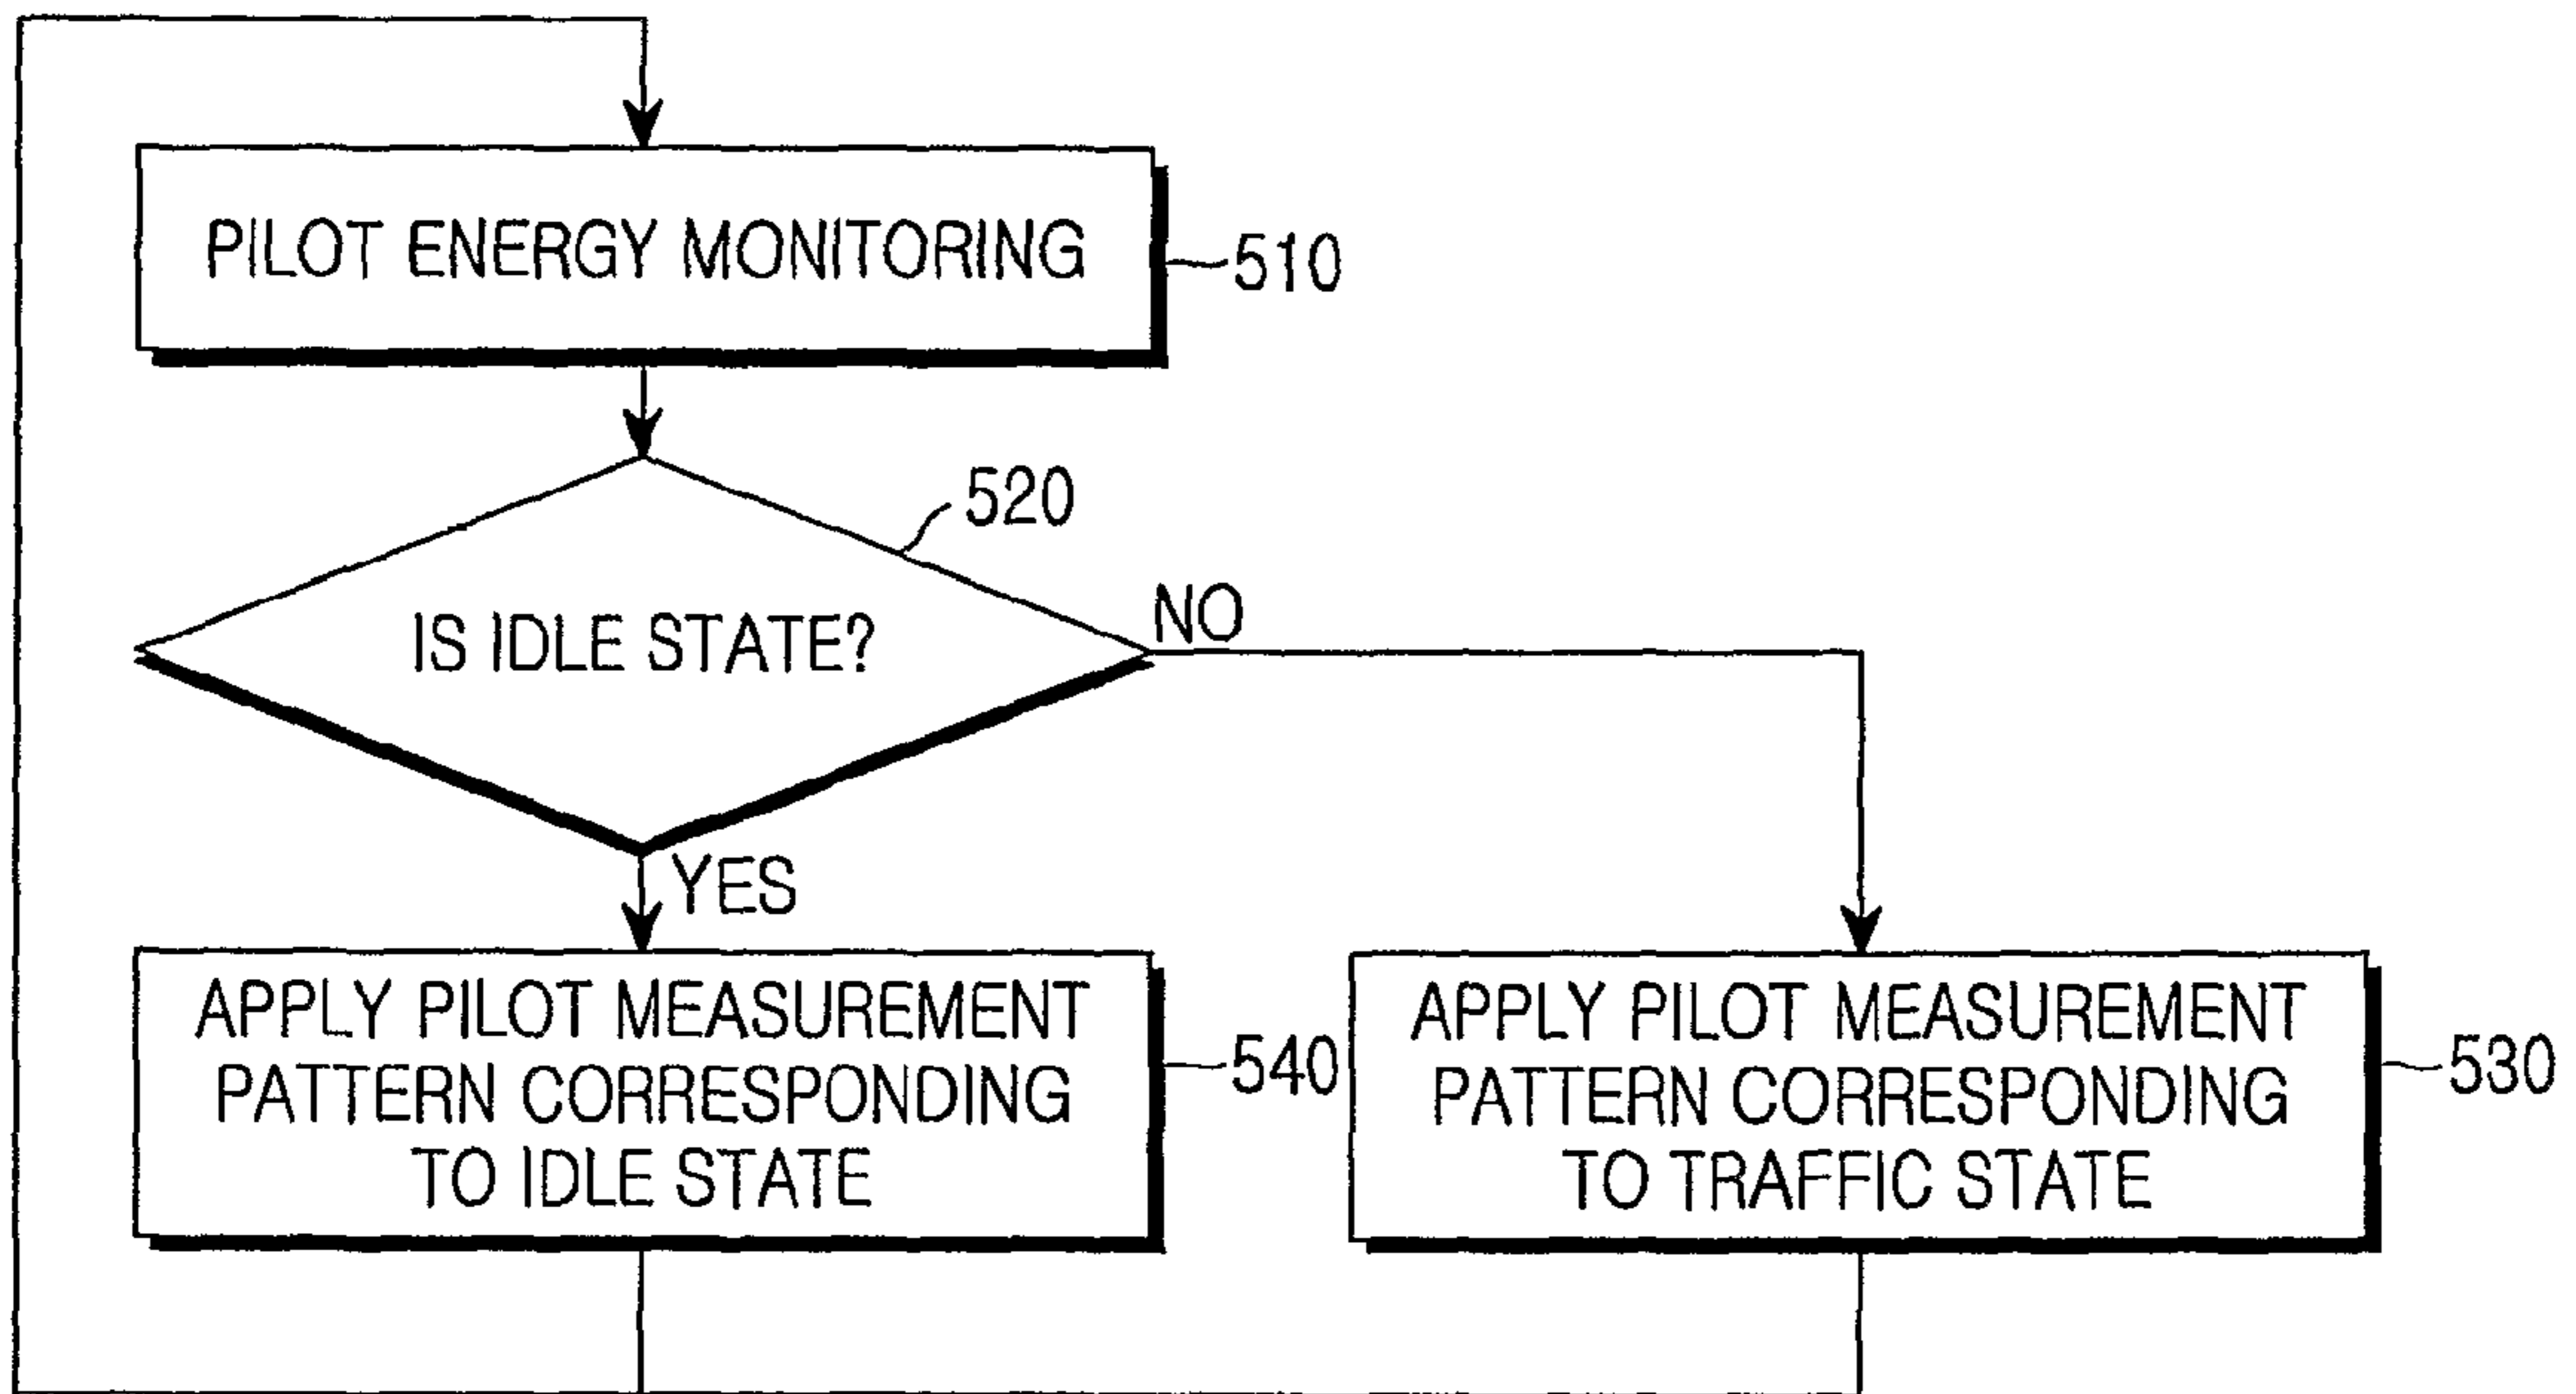 PILOT ENERGY MONITORING
510
520
IS IDLE STATE?
NO
YES
APPLY PILOT MEASUREMENT
PATTERN CORRESPONDING
TO IDLE STATE
540
APPLY PILOT MEASUREMENT
PATTERN CORRESPONDING
TO TRAFFIC STATE
530